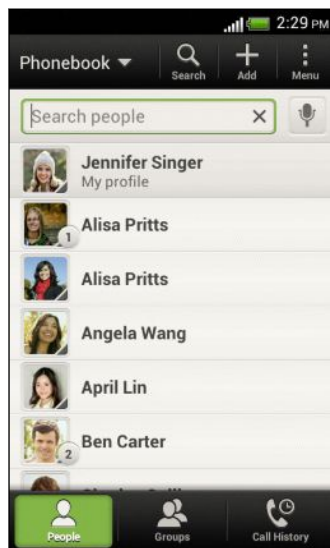 2:29 PM
Phonebook
Search
Add
Menu
Search people
Jennifer Singer
My profile
Alisa Pritts
1
Alisa Pritts
Angela Wang
April Lin
Ben Carter
2
People
Groups
Call History